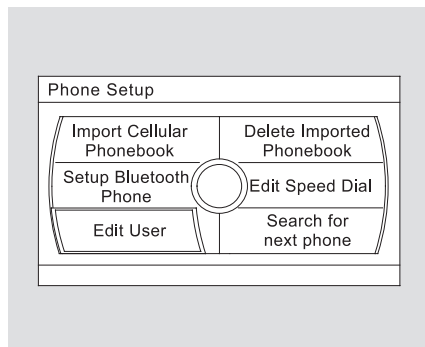 Phone Setup
Import Cellular
Phonebook
Delete Imported
Phonebook
Setup Bluetooth
Phone
Edit Speed Dial
Edit User
Search for
next phone